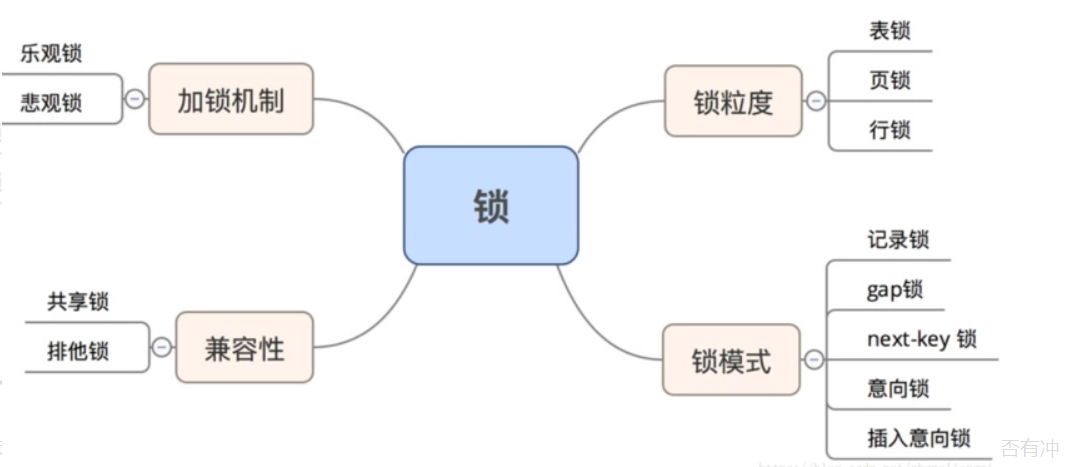 乐观锁
悲观锁
加锁机制
锁粒度
表锁
页锁
行锁
锁
共享锁
排他锁
兼容性
锁模式
记录锁
gap锁
next-key 锁
意向锁
插入意向锁
否有冲